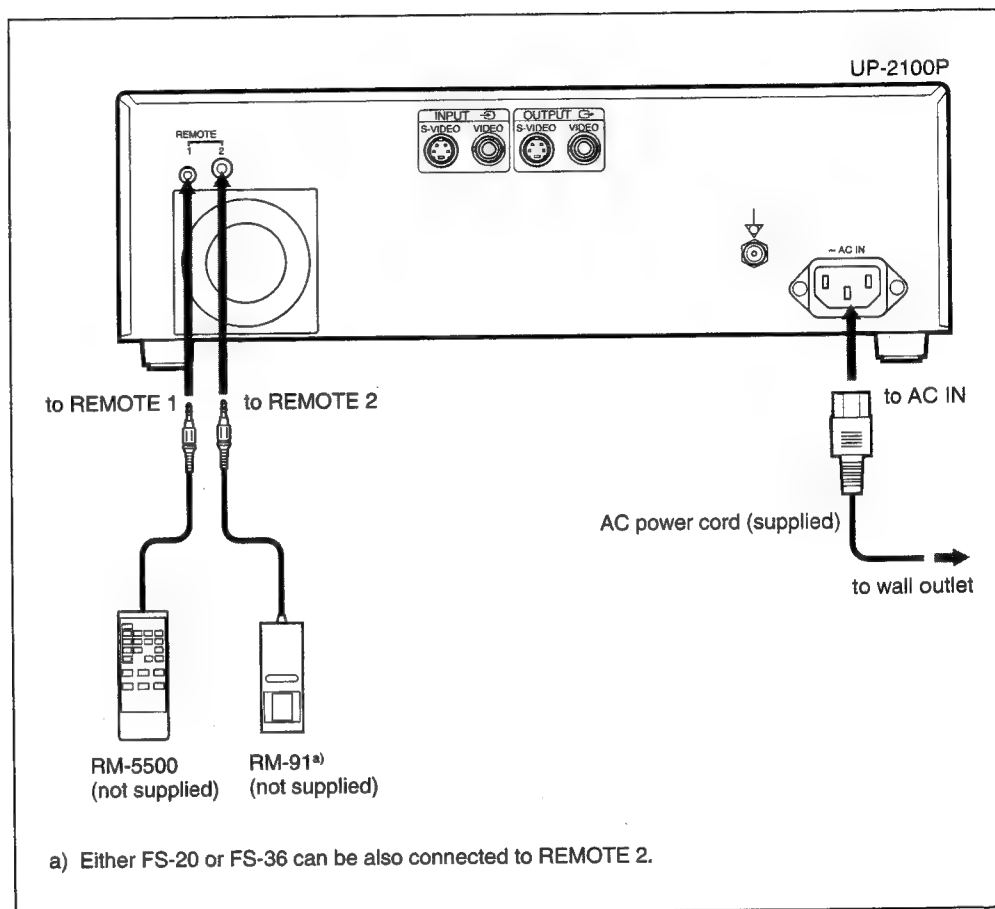 UP-2100P
INPUT OUTPUT
S-VIDEO VIDEO S-VIDEO VIDEO
REMOTE
1 2
~ AC IN
to REMOTE 1 to REMOTE 2
to AC IN
AC power cord (supplied)
to wall outlet
RM-5500
(not supplied)
RM-91a)
(not supplied)
a) Either FS-20 or FS-36 can be also connected to REMOTE 2.